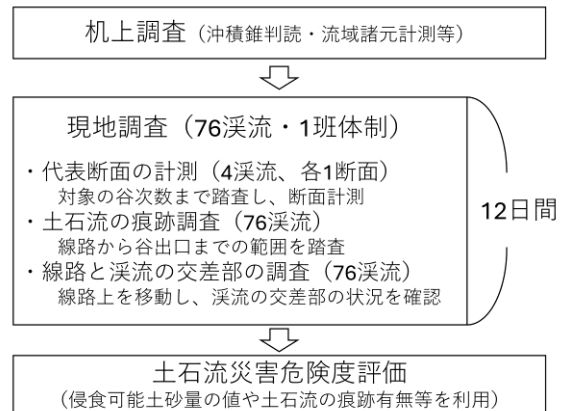 机上調査（沖積錐判読・流域諸元計測等）
現地調査（76渓流・1班体制）
・代表断面の計測（4渓流、各1断面）
対象の谷次数まで踏査し、断面計測
・土石流の痕跡調査（76渓流）
線路から谷出口までの範囲を踏査
・線路と渓流の交差部の調査（76渓流）
線路上を移動し、渓流の交差部の状況を確認
12日間
土石流災害危険度評価
（侵食可能土砂量の値や土石流の痕跡有無等を利用）